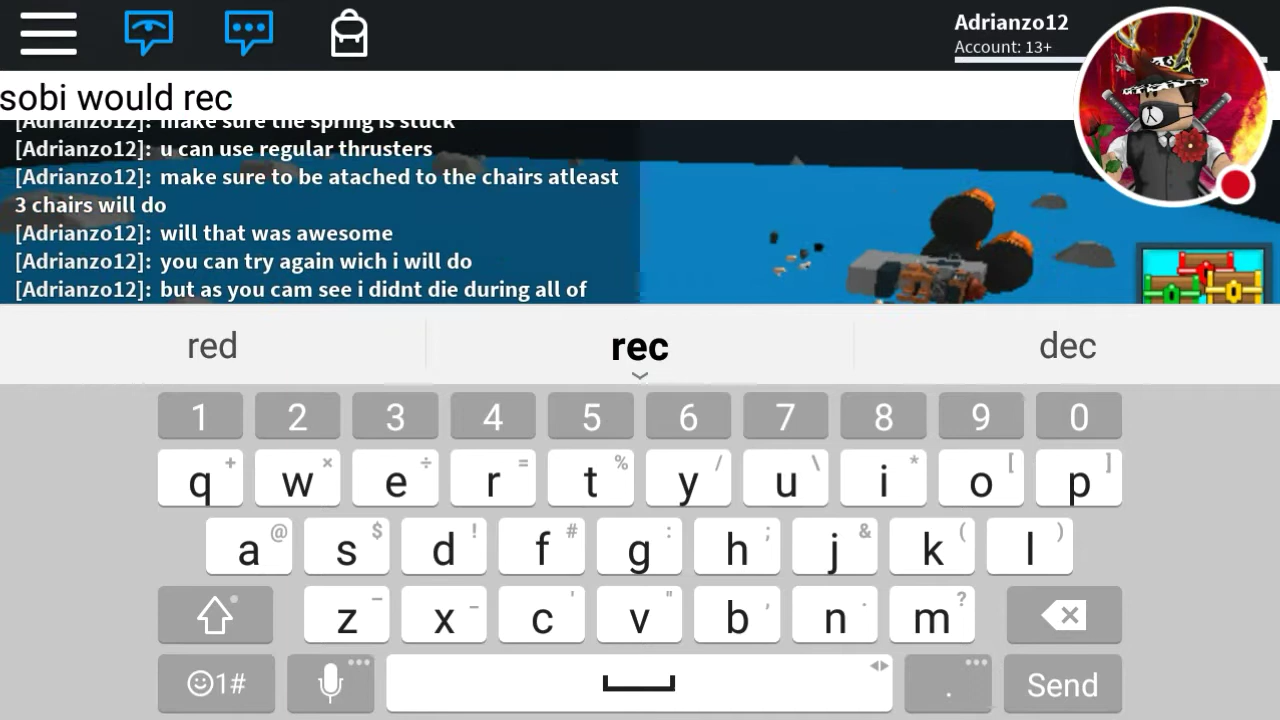 Adrianzo12
Account: 13+
sobi would rec
[Adrianzo12]: make sure the spring is stuck
[Adrianzo12]: u can use regular thrusters
[Adrianzo12]: make sure to be atached to the chairs atleast
3 chairs will do
[Adrianzo12]: will that was awesome
[Adrianzo12]: you can try again wich i will do
[Adrianzo12]: but as you cam see i didnt die during all of
red rec dec
1 2 3 4 5 6 7 8 9 0
q + w × e ÷ r = t % y / u \ i * o [ p ]
a @ s $ d ! f # g : h ; j & k ( l )
z – x _ c ' v " b , n . m ?
1# . Send